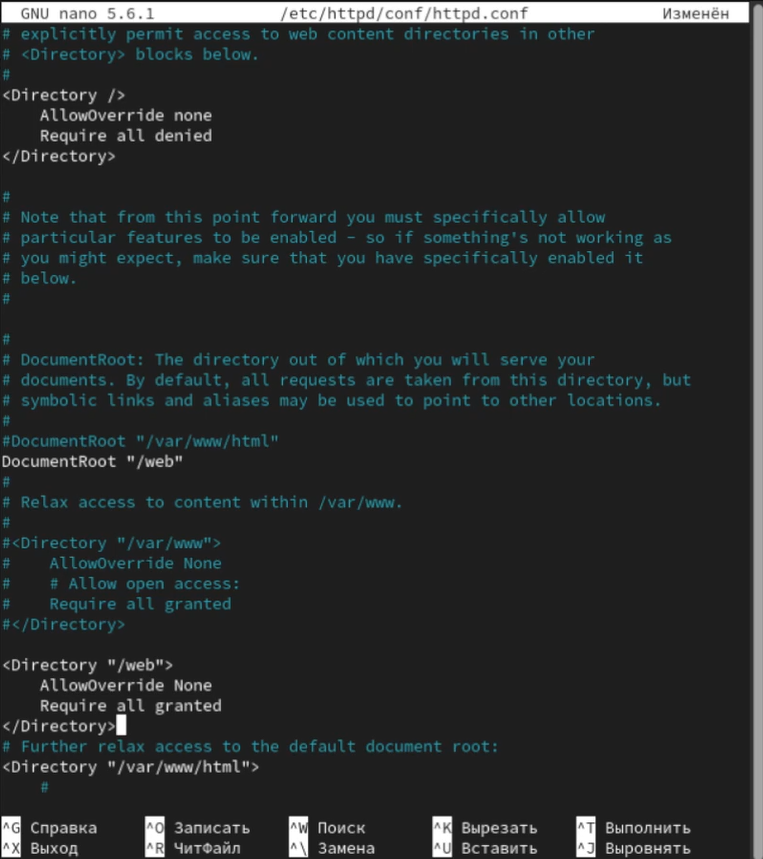 GNU nano 5.6.1 /etc/httpd/conf/httpd.conf Изменён
# explicitly permit access to web content directories in other
# <Directory> blocks below.
#
<Directory />
    AllowOverride none
    Require all denied
</Directory>

#
# Note that from this point forward you must specifically allow
# particular features to be enabled - so if something's not working as
# you might expect, make sure that you have specifically enabled it
# below.
#

#
# DocumentRoot: The directory out of which you will serve your
# documents. By default, all requests are taken from this directory, but
# symbolic links and aliases may be used to point to other locations.
#
#DocumentRoot "/var/www/html"
DocumentRoot "/web"
#
# Relax access to content within /var/www.
#
#<Directory "/var/www">
#    AllowOverride None
#    # Allow open access:
#    Require all granted
#</Directory>

<Directory "/web">
    AllowOverride None
    Require all granted
</Directory>
# Further relax access to the default document root:
<Directory "/var/www/html">
    #
^G Справка ^O Записать ^W Поиск ^K Вырезать ^T Выполнить
^X Выход ^R ЧитФайл ^\ Замена ^U Вставить ^J Выровнять